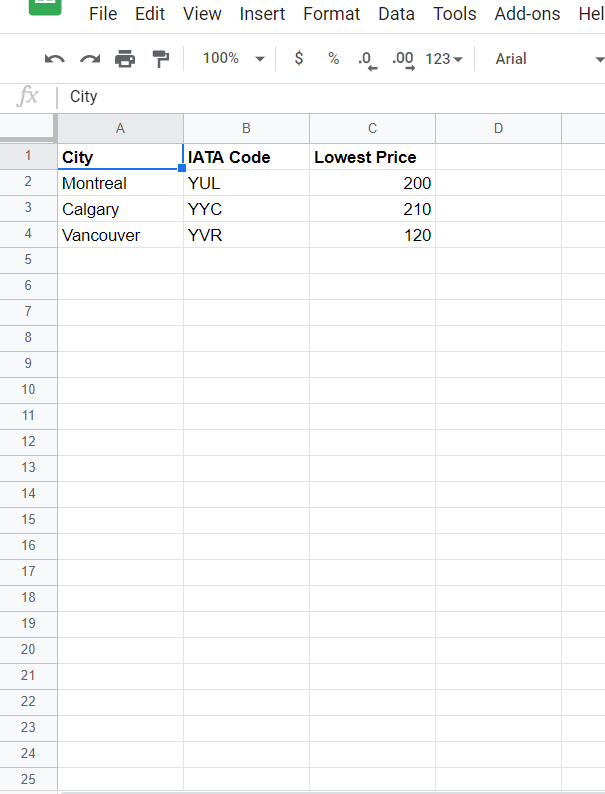 File Edit View Insert Format Data Tools Add-ons Hel
100% $ % .0 .00 123 Arial
fx City
A B C D
1 City IATA Code Lowest Price
2 Montreal YUL 200
3 Calgary YYC 210
4 Vancouver YVR 120
5
6
7
8
9
10
11
12
13
14
15
16
17
18
19
20
21
22
23
24
25